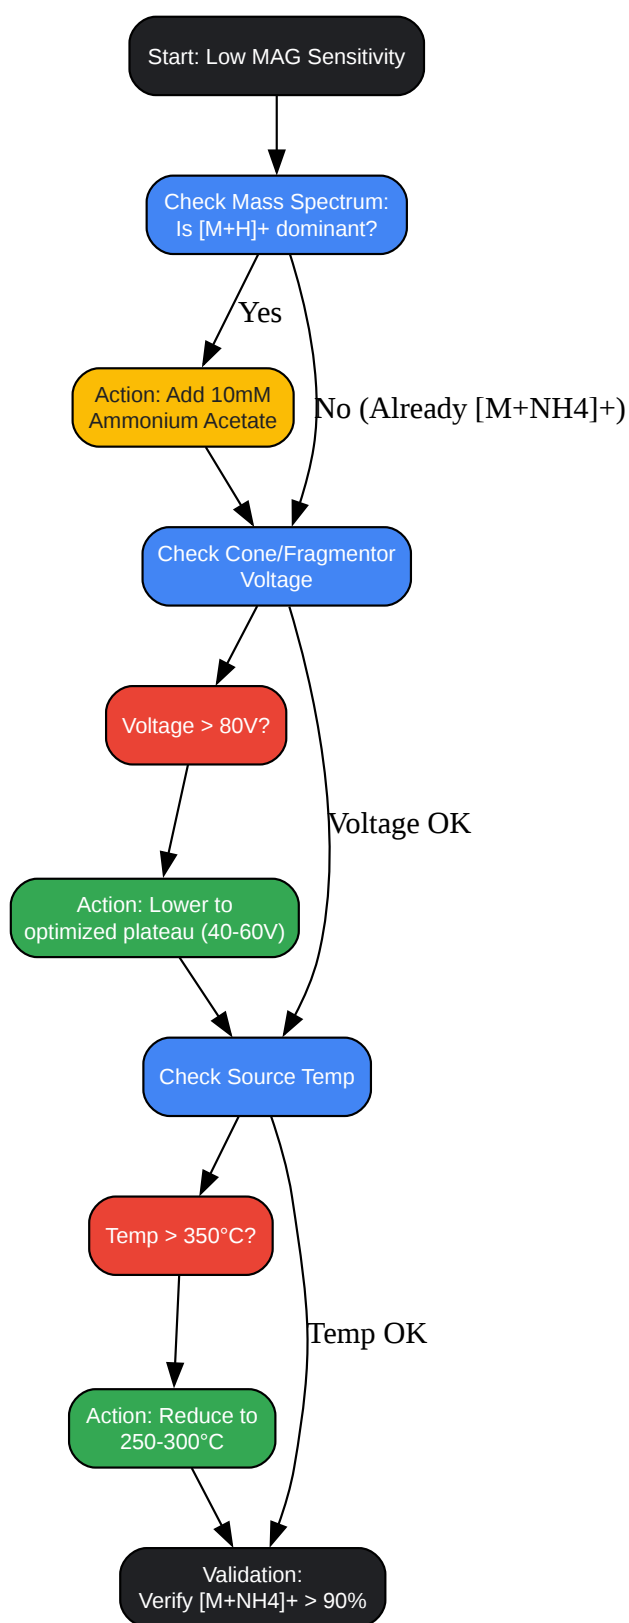 Start: Low MAG Sensitivity
Check Mass Spectrum:
Is [M+H]+ dominant?
Yes
Action: Add 10mM
Ammonium Acetate
No (Already [M+NH4]+)
Check Cone/Fragmentor
Voltage
Voltage > 80V?
Voltage OK
Action: Lower to
optimized plateau (40-60V)
Check Source Temp
Temp > 350°C?
Temp OK
Action: Reduce to
250-300°C
Validation:
Verify [M+NH4]+ > 90%